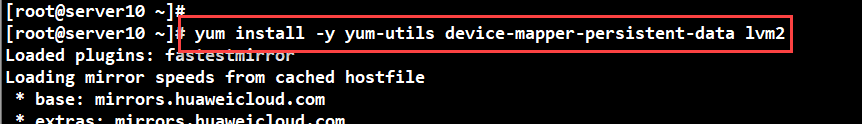 [root@server10 ~]#
[root@server10 ~]# yum install -y yum-utils device-mapper-persistent-data lvm2
Loaded plugins: fastestmirror
Loading mirror speeds from cached hostfile
 * base: mirrors.huaweicloud.com
 * extras: mirrors.huaweicloud.com